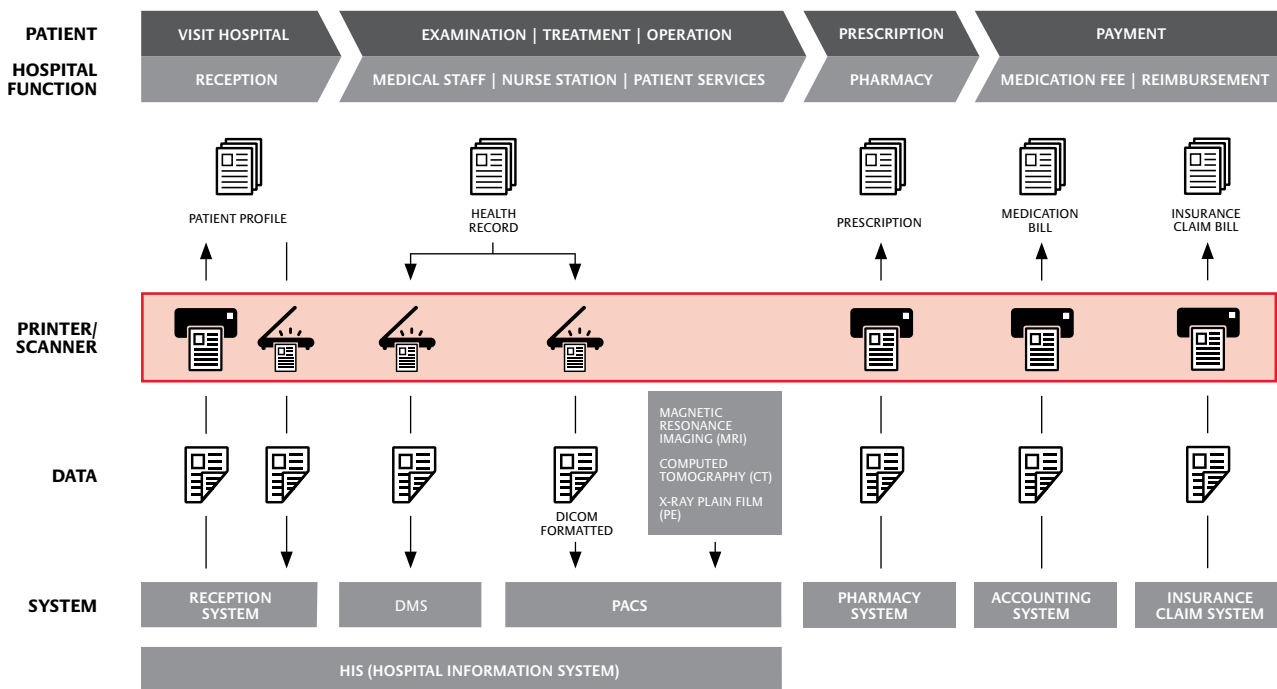 PATIENT
VISIT HOSPITAL
EXAMINATION | TREATMENT | OPERATION
PRESCRIPTION
PAYMENT
HOSPITAL
FUNCTION
RECEPTION
MEDICAL STAFF | NURSE STATION | PATIENT SERVICES
PHARMACY
MEDICATION FEE | REIMBURSEMENT
PATIENT PROFILE
HEALTH
RECORD
PRESCRIPTION
MEDICATION
BILL
INSURANCE
CLAIM BILL
PRINTER/
SCANNER
DATA
DICOM
FORMATTED
MAGNETIC
RESONANCE
IMAGING (MRI)
COMPUTED
TOMOGRAPHY (CT)
X-RAY PLAIN FILM
(PE)
SYSTEM
RECEPTION
SYSTEM
DMS
PACS
PHARMACY
SYSTEM
ACCOUNTING
SYSTEM
INSURANCE
CLAIM SYSTEM
HIS (HOSPITAL INFORMATION SYSTEM)